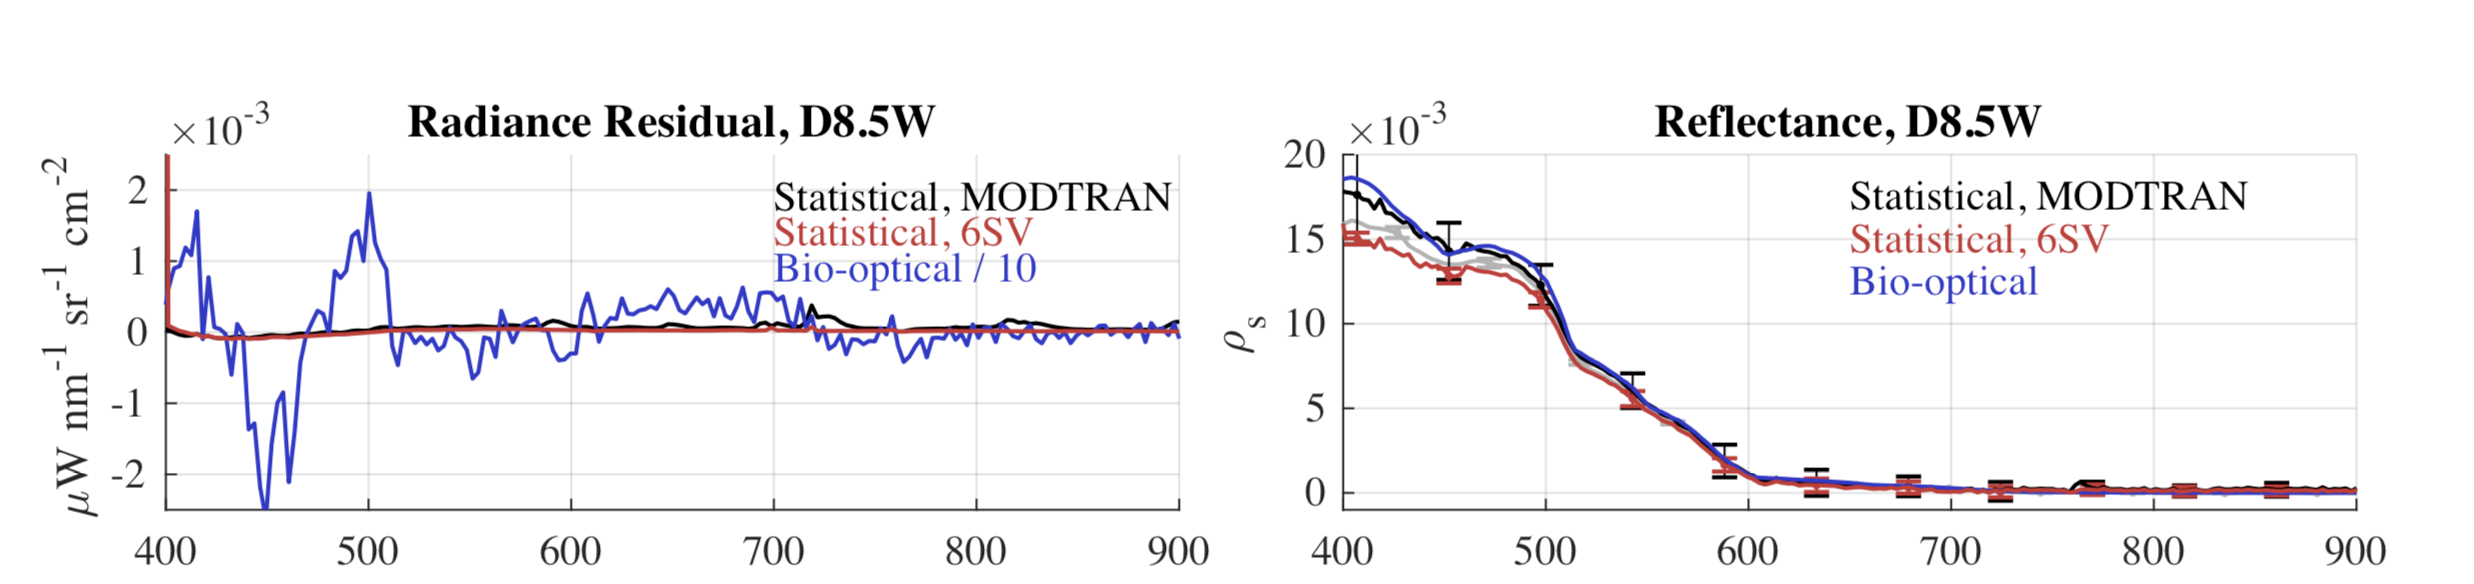 Radiance Residual, D8.5W
×10⁻³
μW nm⁻¹ sr⁻¹ cm⁻²
2
1
0
-1
-2
Statistical, MODTRAN
Statistical, 6SV
Bio-optical / 10
400 500 600 700 800 900
Reflectance, D8.5W
×10⁻³
ρs
20
15
10
5
0
Statistical, MODTRAN
Statistical, 6SV
Bio-optical
400 500 600 700 800 900